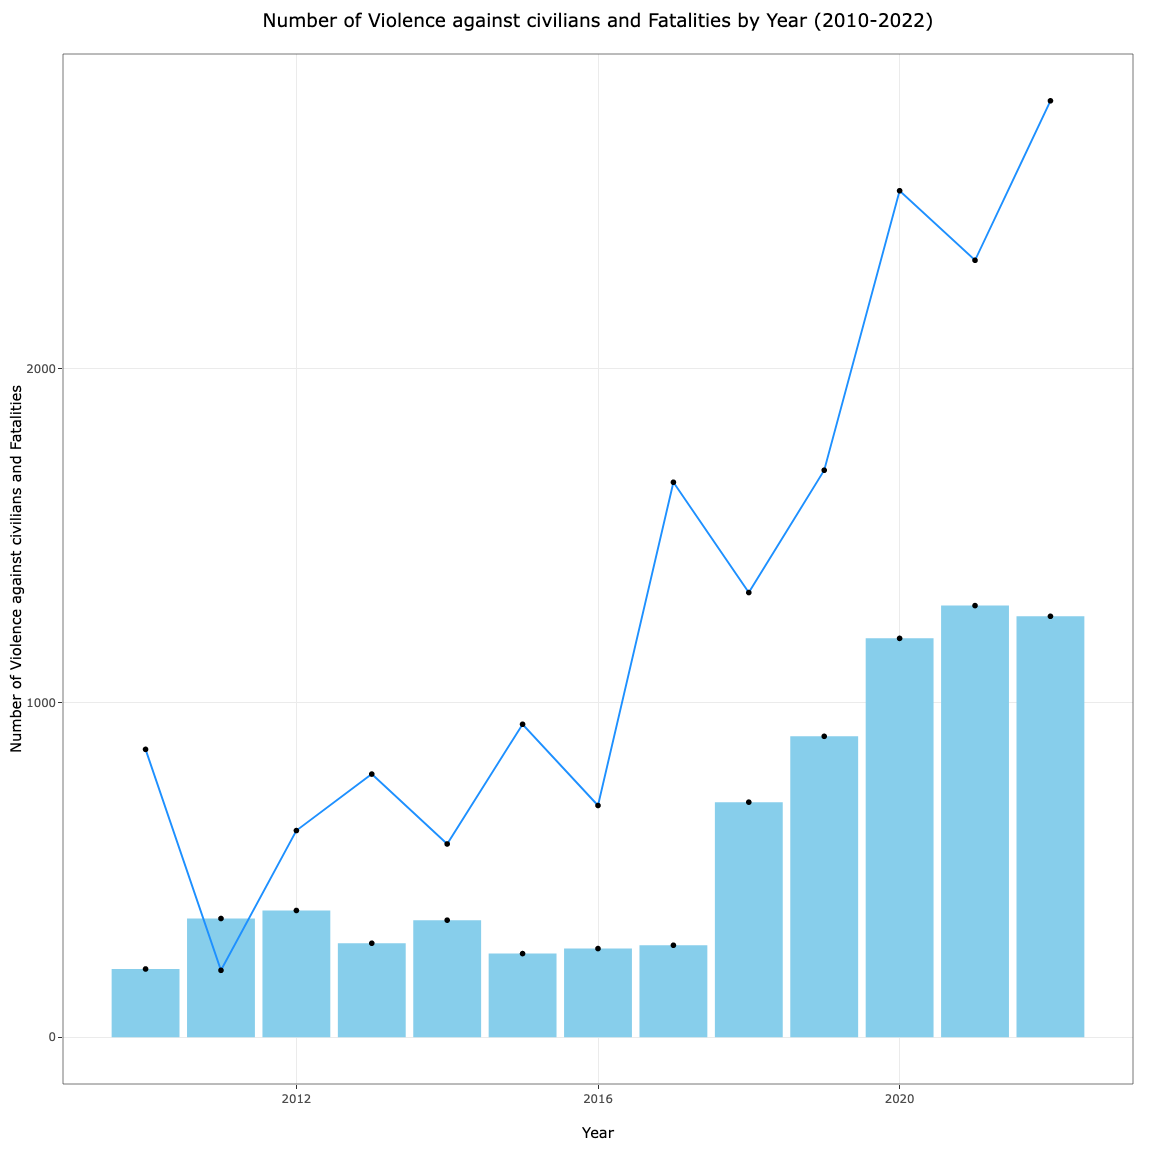 Number of Violence against civilians and Fatalities by Year (2010-2022)
Number of Violence against civilians and Fatalities
2000
1000
0
2012
2016
2020
Year